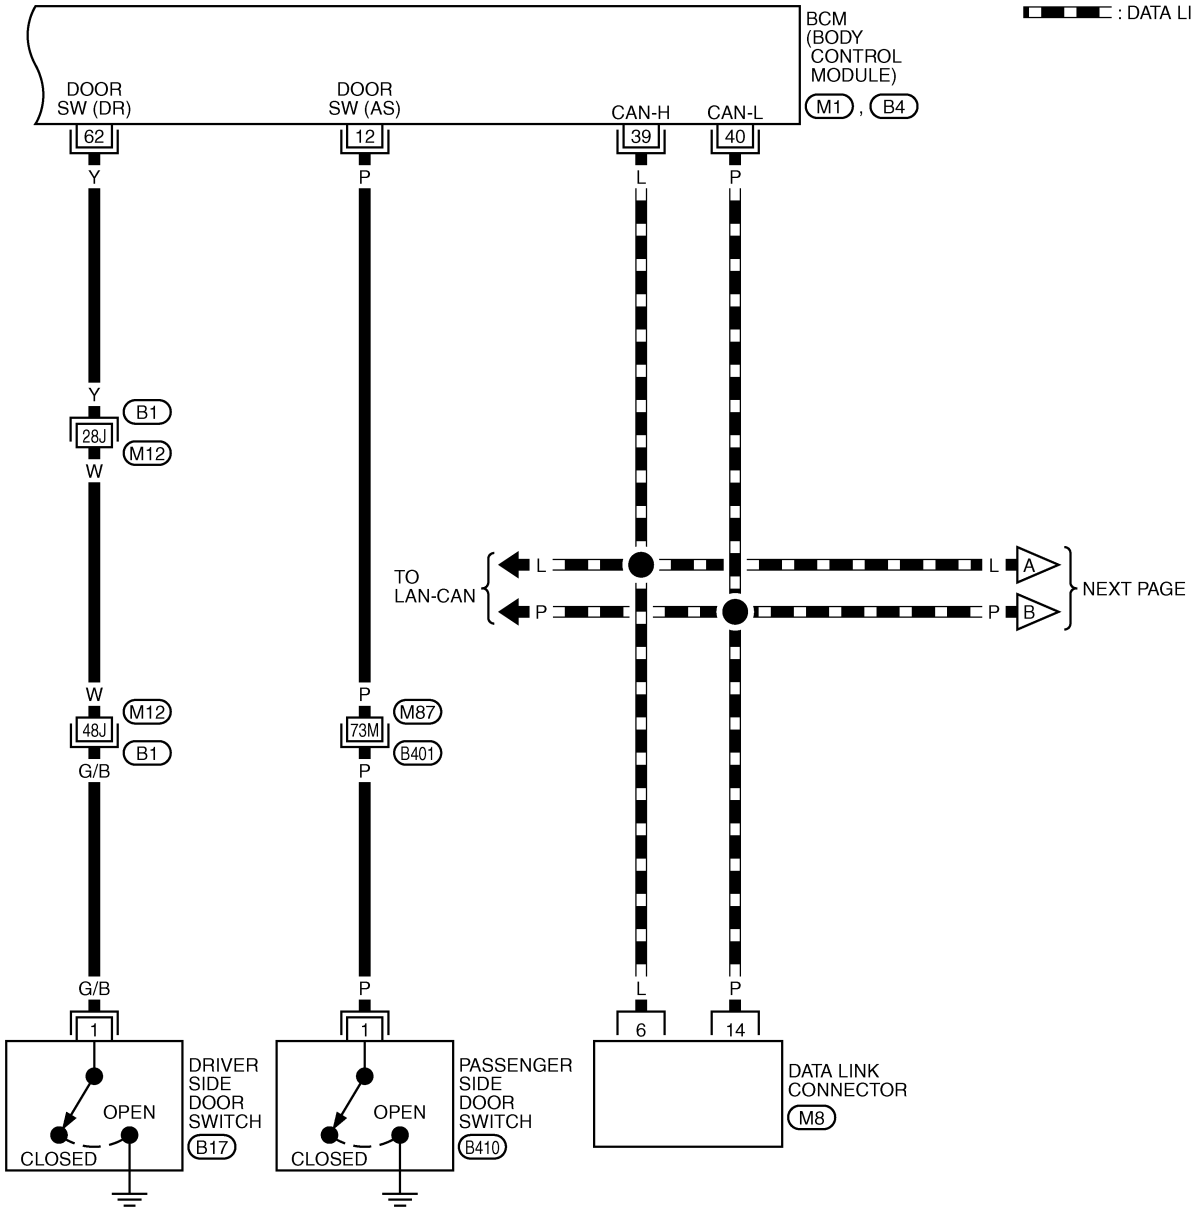 : DATA LI
BCM
(BODY
CONTROL
MODULE)
M1 , B4
DOOR
SW (DR)
DOOR
SW (AS)
CAN-H
CAN-L
62
12
39
40
Y
P
L
P
Y
B1
28J
M12
W
TO
LAN-CAN
L
L
A
P
P
B
NEXT PAGE
W
M12
48J
B1
G/B
P
M87
73M
B401
P
G/B
P
L
P
1
1
6
14
DRIVER
SIDE
DOOR
SWITCH
B17
OPEN
CLOSED
PASSENGER
SIDE
DOOR
SWITCH
B410
OPEN
CLOSED
DATA LINK
CONNECTOR
M8